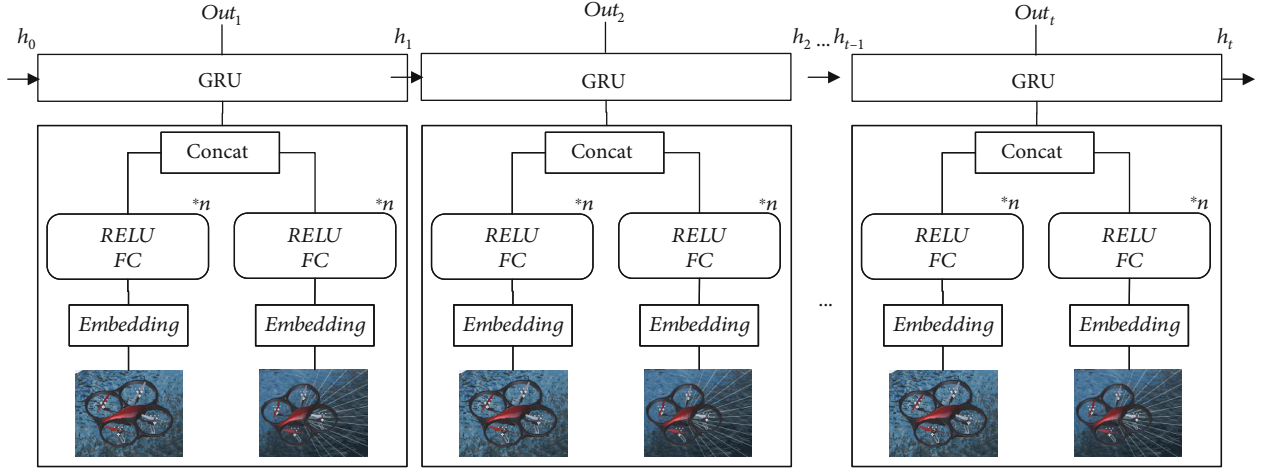 Out1 Out2 Outt
h0 h1 h2 ... ht–1 ht
GRU GRU GRU
Concat Concat Concat
*n *n *n *n *n *n
RELU RELU RELU RELU RELU RELU
FC FC FC FC FC FC
...
Embedding Embedding Embedding Embedding Embedding Embedding